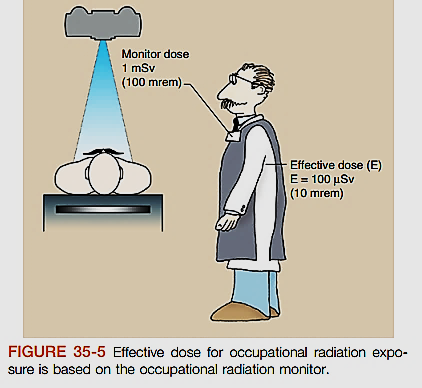 Monitor dose
1 mSv
(100 mrem)
Effective dose (E)
E = 100 μSv
(10 mrem)
FIGURE 35-5 Effective dose for occupational radiation expo-
sure is based on the occupational radiation monitor.